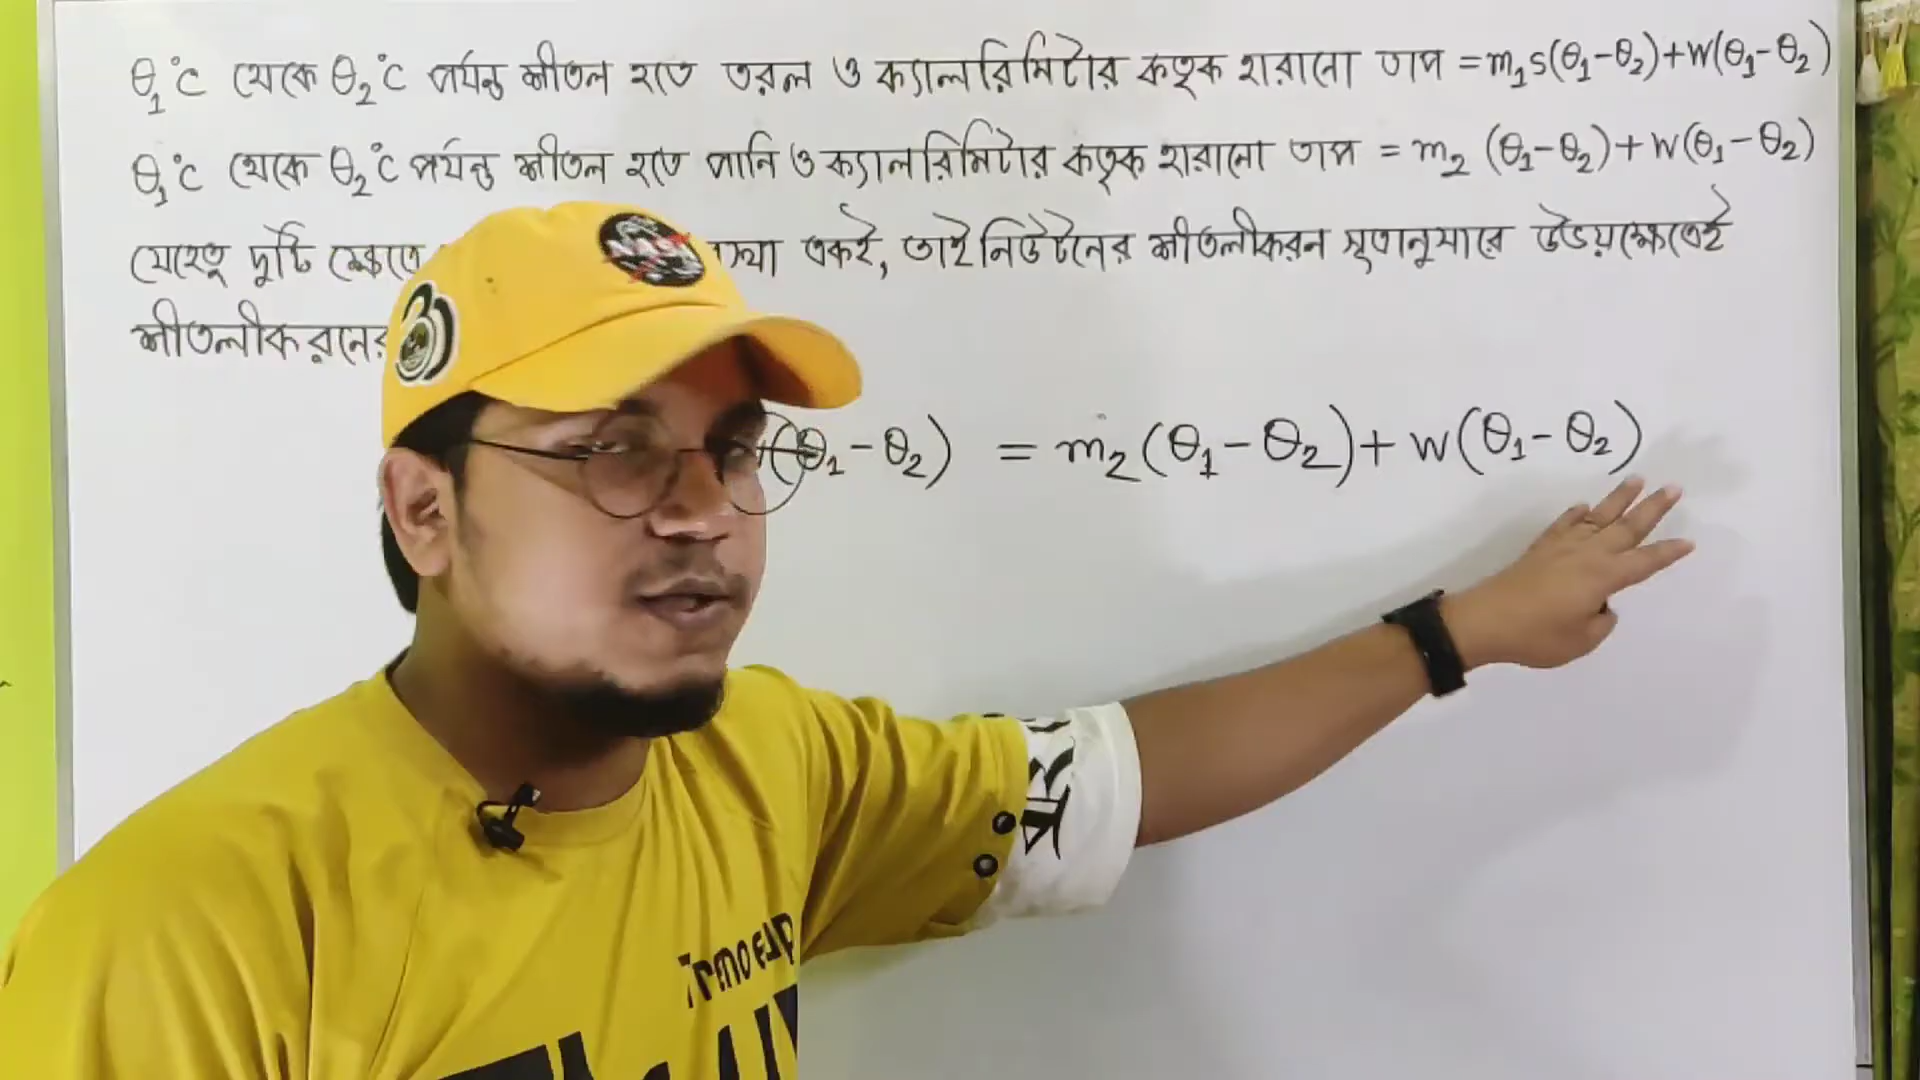 θ₁°C থেকে θ₂°C পর্যন্ত শীতল হতে তরল ও ক্যালরিমিটার কতৃক হারানো তাপ = m₁s(θ₁-θ₂)+W(θ₁-θ₂)
θ₁°C থেকে θ₂°C পর্যন্ত শীতল হতে পানি ও ক্যালরিমিটার কতৃক হারানো তাপ = m₂ (θ₁-θ₂)+W(θ₁-θ₂)
যেহেতু দুটি ক্ষেত্রে একই, তাই নিউটনের শীতলীকরন সূত্রানুসারে উভয়ক্ষেত্রেই
শীতলীকরনের
(θ₁-θ₂) = m₂(θ₁-θ₂)+W(θ₁-θ₂)